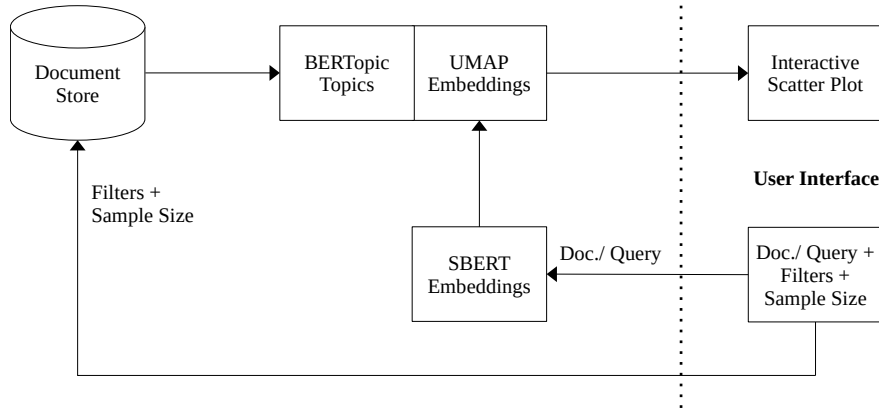 Document
Store
BERTopic
Topics
UMAP
Embeddings
Interactive
Scatter Plot
Filters +
Sample Size
User Interface
SBERT
Embeddings
Doc./ Query
Doc./ Query +
Filters +
Sample Size